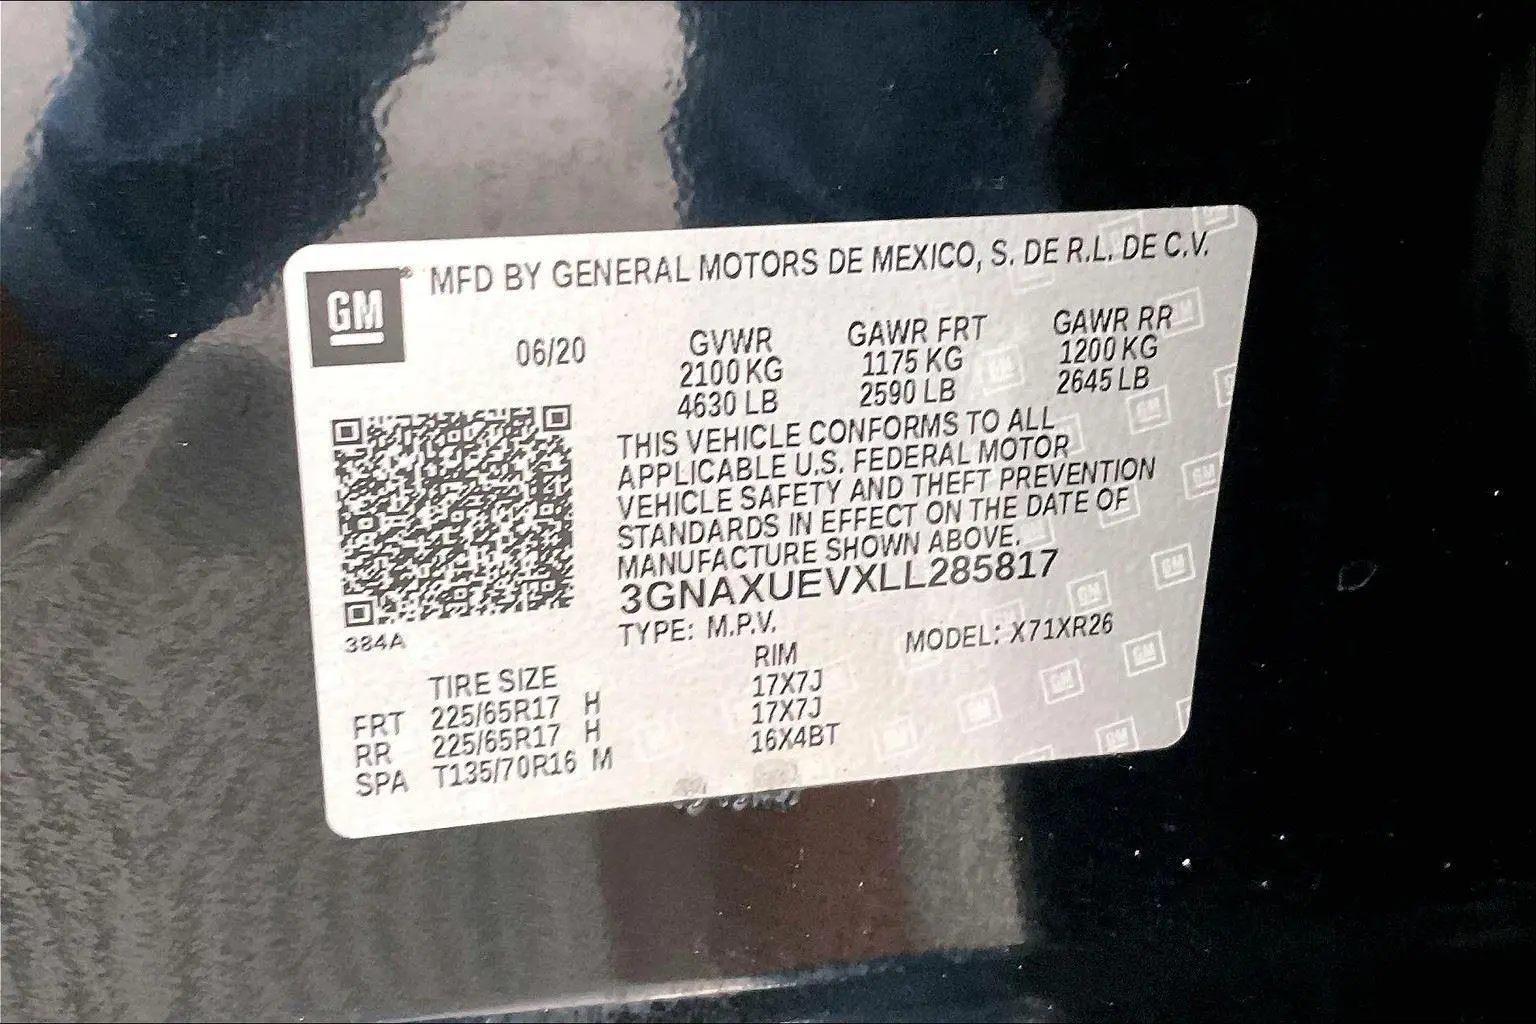 GM
MFD BY GENERAL MOTORS DE MEXICO, S. DE R.L. DE C.V.
06/20 GVWR GAWR FRT GAWR RR
2100 KG 1175 KG 1200 KG
4630 LB 2590 LB 2645 LB
THIS VEHICLE CONFORMS TO ALL
APPLICABLE U.S. FEDERAL MOTOR
VEHICLE SAFETY AND THEFT PREVENTION
STANDARDS IN EFFECT ON THE DATE OF
MANUFACTURE SHOWN ABOVE.
3GNAXUEVXLL285817
384A TYPE: M.P.V. MODEL: X71XR26
TIRE SIZE RIM
FRT 225/65R17 H 17X7J
RR 225/65R17 H 17X7J
SPA T135/70R16 M 16X4BT